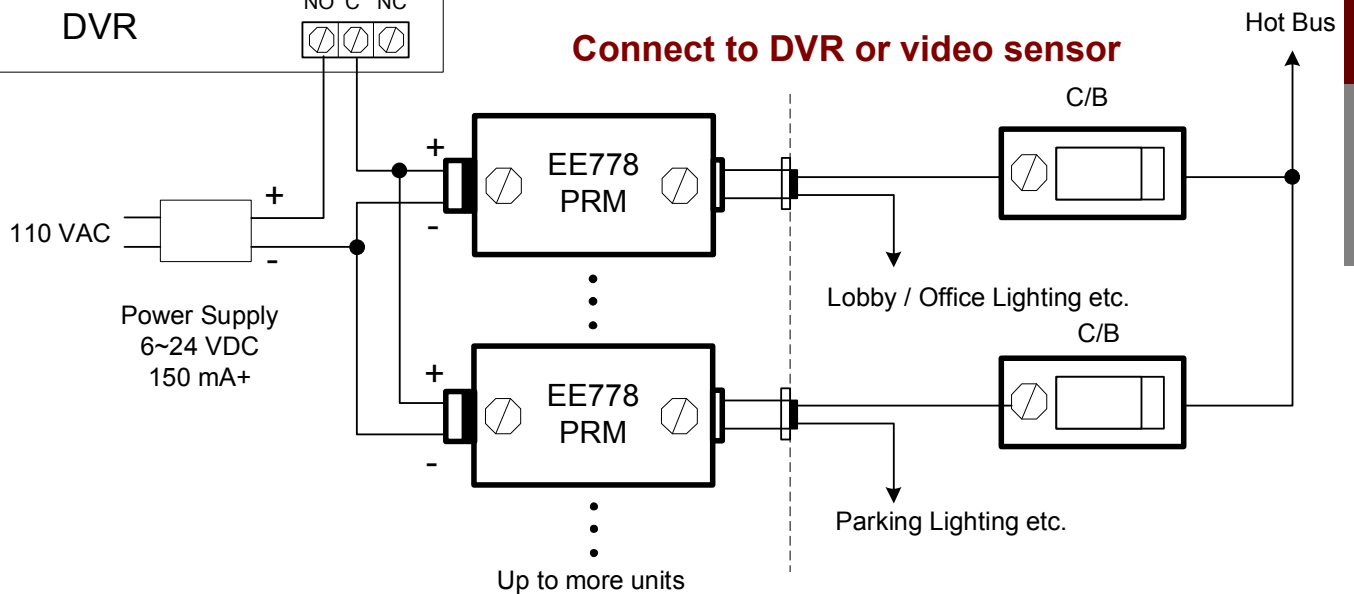 NO C NC
DVR
Connect to DVR or video sensor
Hot Bus
C/B
+
EE778
PRM
-
+
110 VAC
-
Lobby / Office Lighting etc.
Power Supply
6~24 VDC
150 mA+
C/B
+
EE778
PRM
-
Parking Lighting etc.
Up to more units